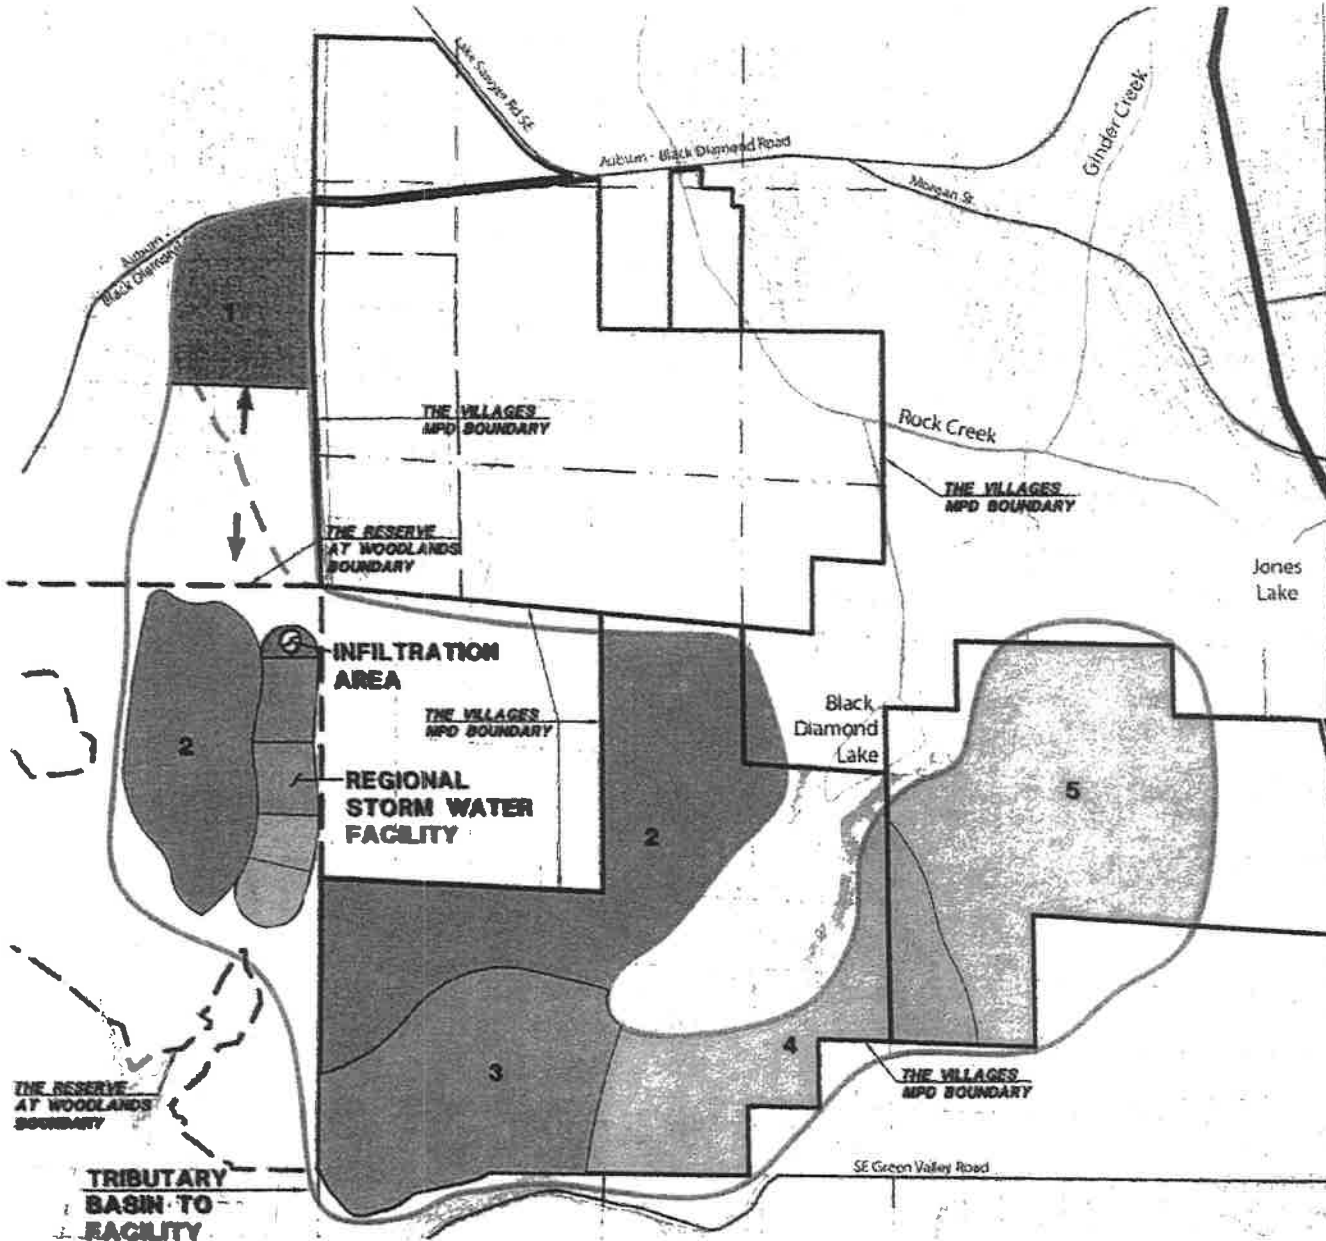 Lake Sawyer Rd SE
Auburn - Black Diamond Road
Ginder Creek
Morgan St.
Auburn -
Black Diamond
1
THE VILLAGES
MPD BOUNDARY
Rock Creek
THE VILLAGES
MPD BOUNDARY
THE RESERVE
AT WOODLANDS
BOUNDARY
Jones
Lake
INFILTRATION
AREA
THE VILLAGES
MPD BOUNDARY
Black
Diamond
Lake
2
REGIONAL
STORM WATER
FACILITY
2
5
3
4
THE VILLAGES
MPD BOUNDARY
THE RESERVE
AT WOODLANDS
BOUNDARY
SE Green Valley Road
TRIBUTARY
BASIN TO
FACILITY